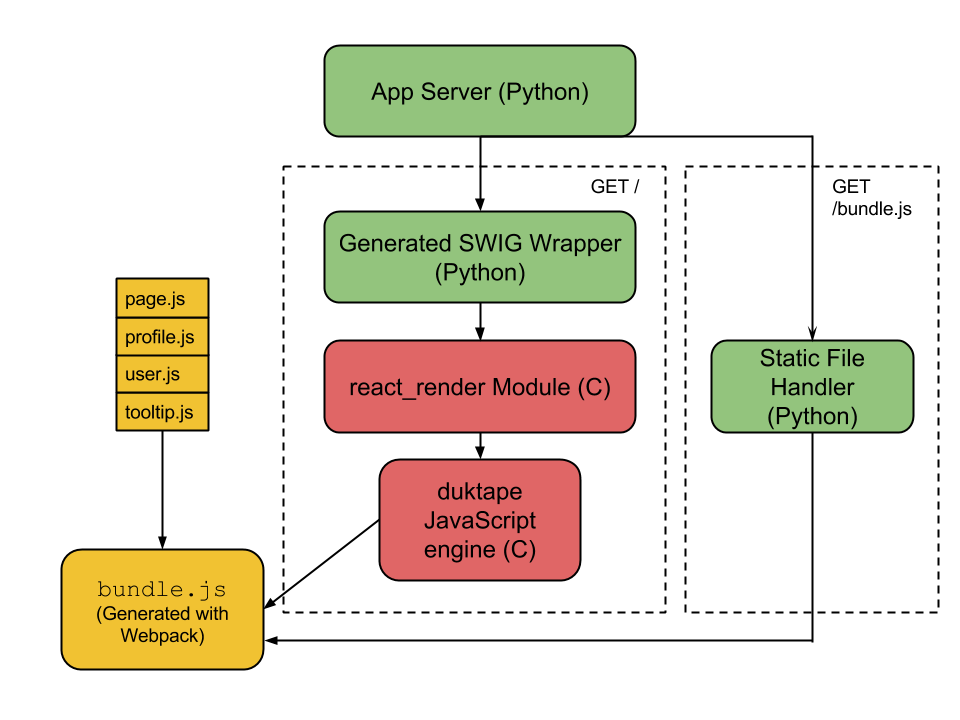 App Server (Python)
GET /
GET
/bundle.js
Generated SWIG Wrapper
(Python)
page.js
profile.js
user.js
tooltip.js
react_render Module (C)
Static File
Handler
(Python)
duktape
JavaScript
engine (C)
bundle.js
(Generated with
Webpack)